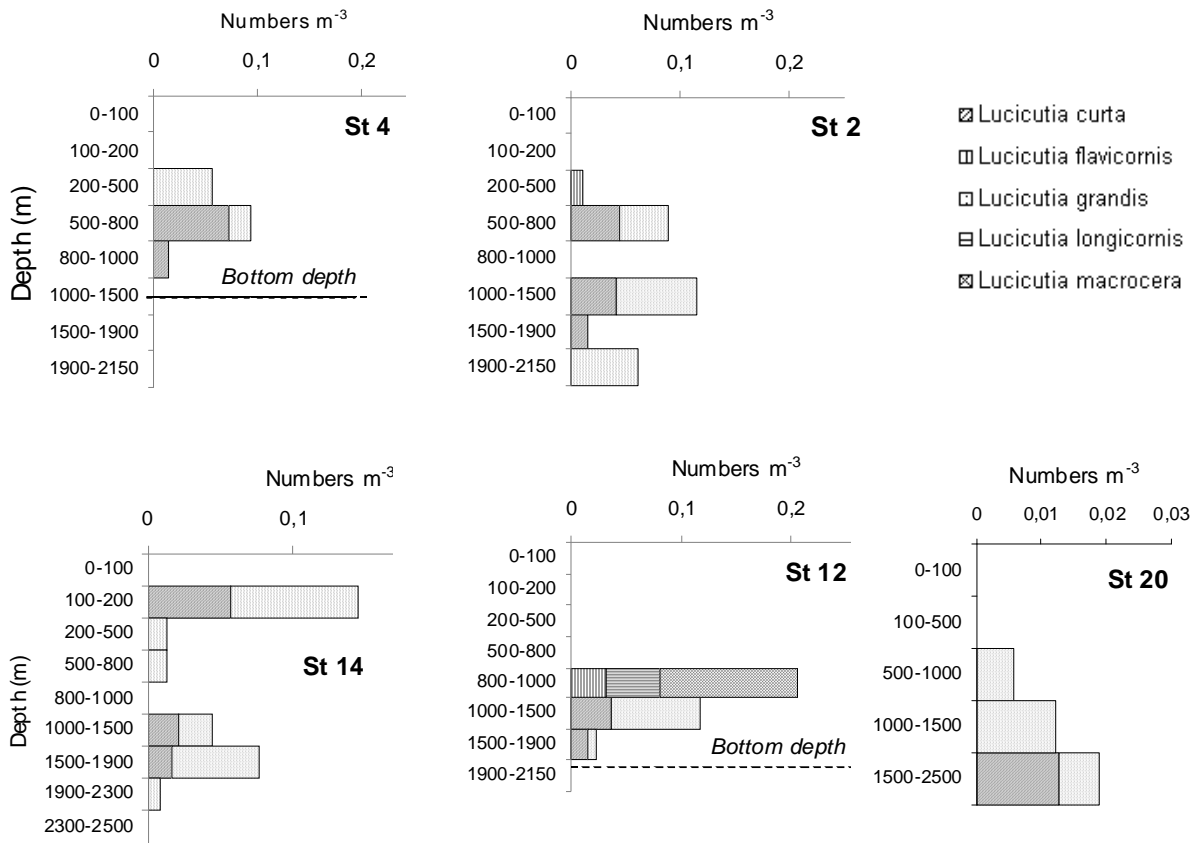 Numbers m-3
0 0,1 0,2
Depth (m)
0-100
100-200
200-500
500-800
800-1000
1000-1500
1500-1900
1900-2150
St 4
Bottom depth
Numbers m-3
0 0,1 0,2
0-100
100-200
200-500
500-800
800-1000
1000-1500
1500-1900
1900-2150
St 2
Lucicutia curta
Lucicutia flavicornis
Lucicutia grandis
Lucicutia longicornis
Lucicutia macrocera
Numbers m-3
0 0,1
Depth (m)
0-100
100-200
200-500
500-800
800-1000
1000-1500
1500-1900
1900-2300
2300-2500
St 14
Numbers m-3
0 0,1 0,2
0-100
100-200
200-500
500-800
800-1000
1000-1500
1500-1900
1900-2150
St 12
Bottom depth
Numbers m-3
0 0,01 0,02 0,03
0-100
100-500
500-1000
1000-1500
1500-2500
St 20